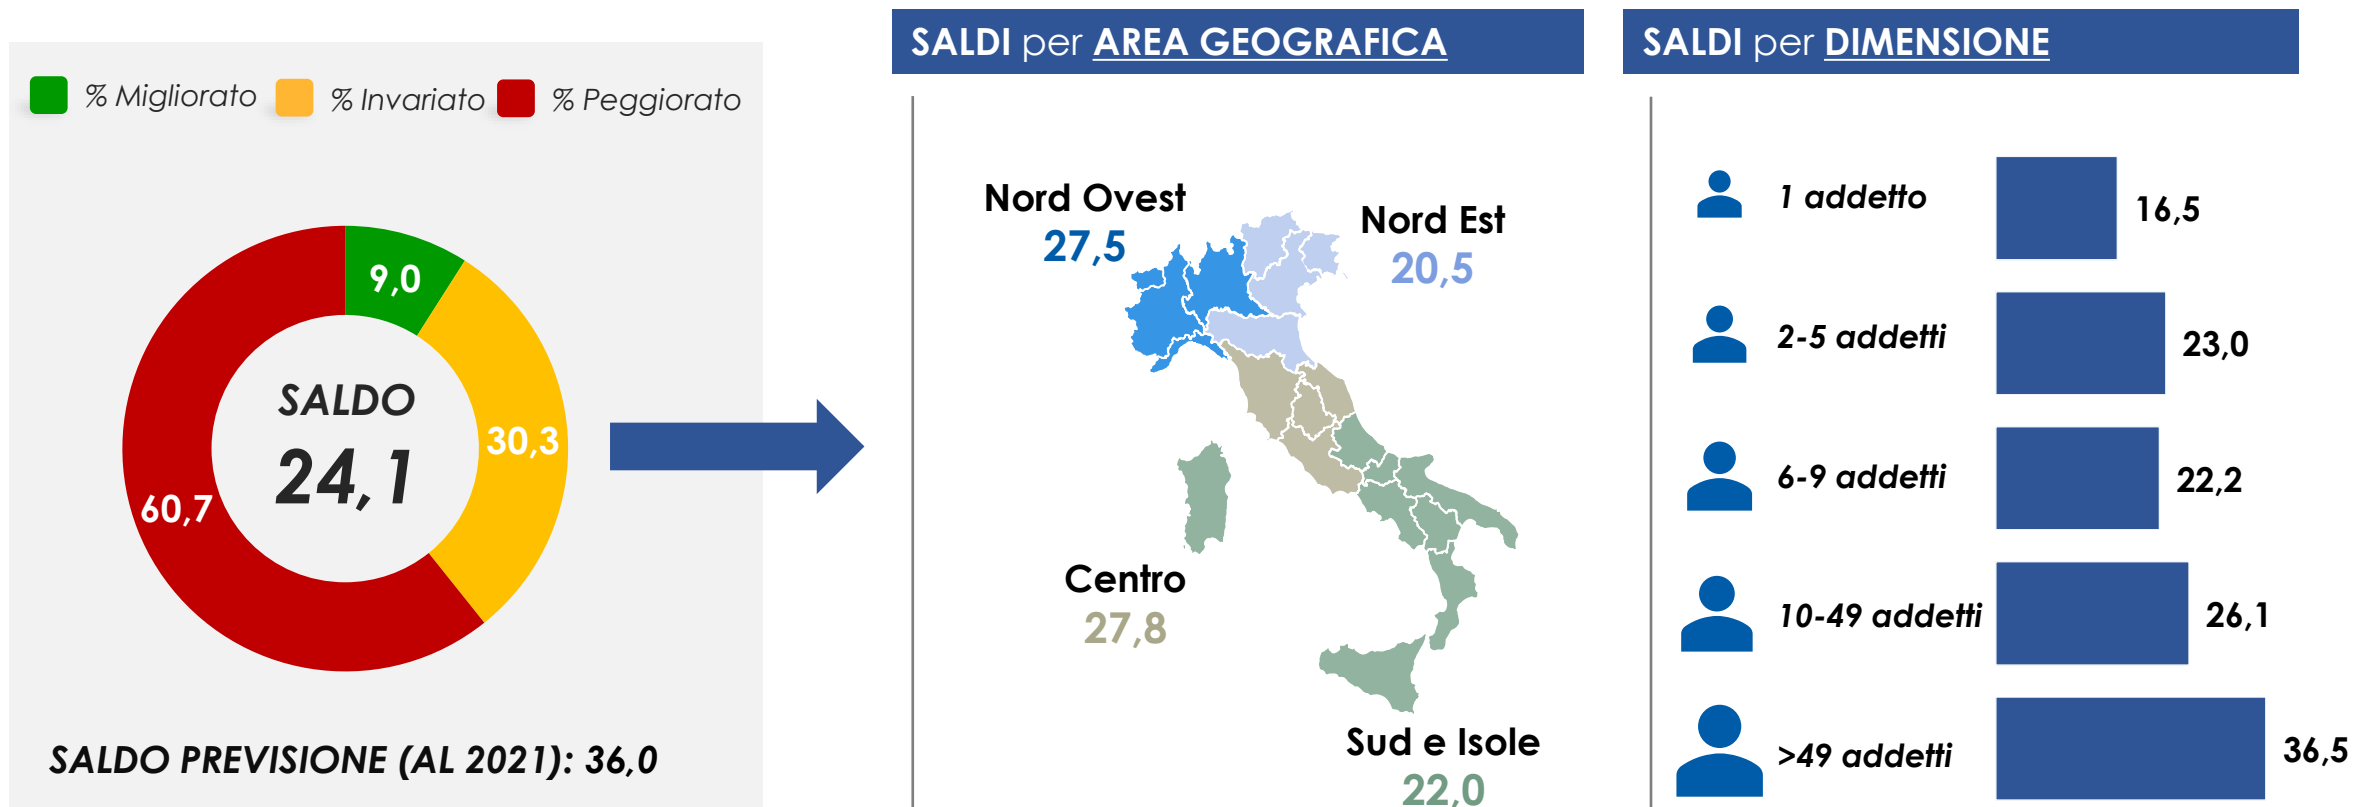 % Migliorato
% Invariato
% Peggiorato
9,0
30,3
60,7
SALDO
24,1
SALDO PREVISIONE (AL 2021): 36,0
SALDI per AREA GEOGRAFICA
Nord Ovest
27,5
Nord Est
20,5
Centro
27,8
Sud e Isole
22,0
SALDI per DIMENSIONE
1 addetto
16,5
2-5 addetti
23,0
6-9 addetti
22,2
10-49 addetti
26,1
>49 addetti
36,5